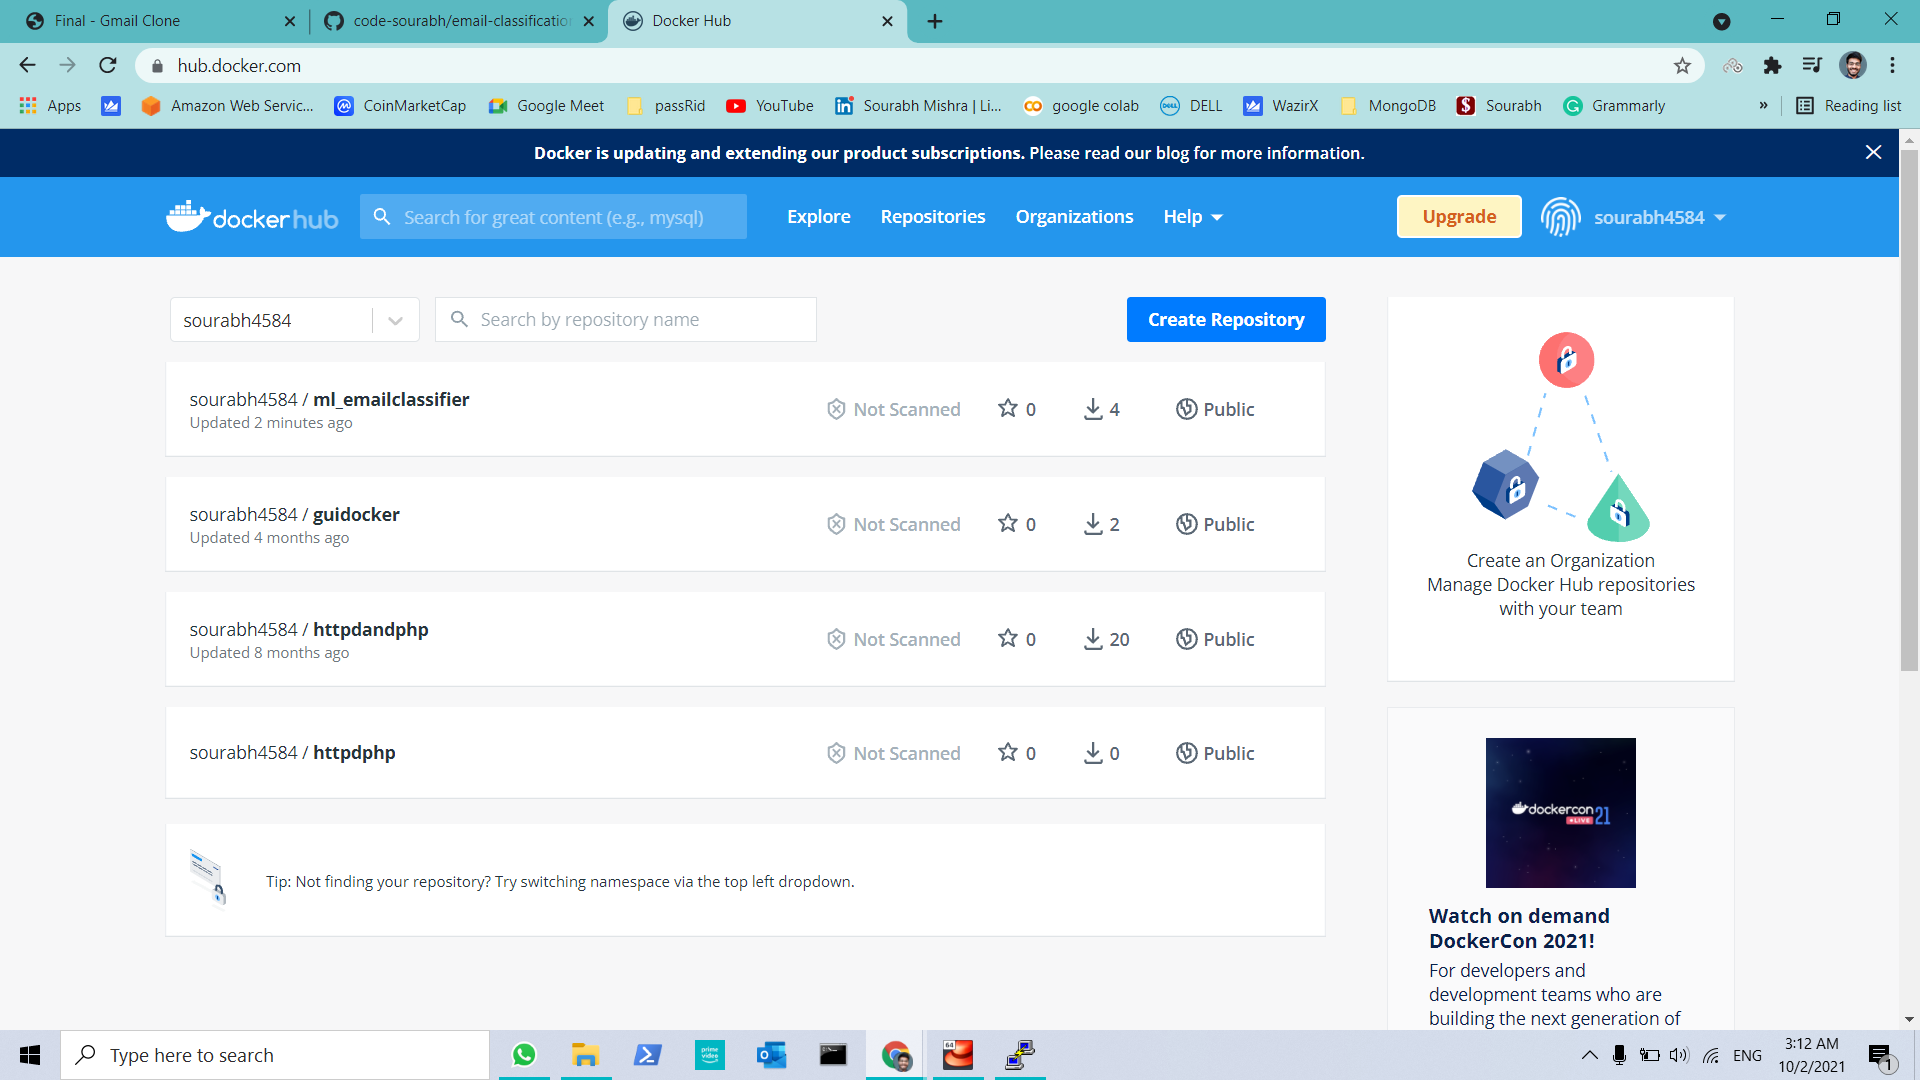 Final - Gmail Clone
code-sourabh/email-classification
Docker Hub
hub.docker.com
Apps
Amazon Web Servic...
CoinMarketCap
Google Meet
passRid
YouTube
Sourabh Mishra | Li...
google colab
DELL
WazirX
MongoDB
Sourabh
Grammarly
»
Reading list
Docker is updating and extending our product subscriptions. Please read our blog for more information.
dockerhub
Search for great content (e.g., mysql)
Explore
Repositories
Organizations
Help
Upgrade
sourabh4584
sourabh4584
Search by repository name
Create Repository
sourabh4584 / ml_emailclassifier
Updated 2 minutes ago
Not Scanned
0
4
Public
sourabh4584 / guidocker
Updated 4 months ago
Not Scanned
0
2
Public
sourabh4584 / httpdandphp
Updated 8 months ago
Not Scanned
0
20
Public
sourabh4584 / httpdphp
Not Scanned
0
0
Public
Tip: Not finding your repository? Try switching namespace via the top left dropdown.
Create an Organization
Manage Docker Hub repositories
with your team
dockercon
LIVE
21
Watch on demand
DockerCon 2021!
For developers and
development teams who are
building the next generation of
Type here to search
prime video
64
ENG
3:12 AM
10/2/2021
1